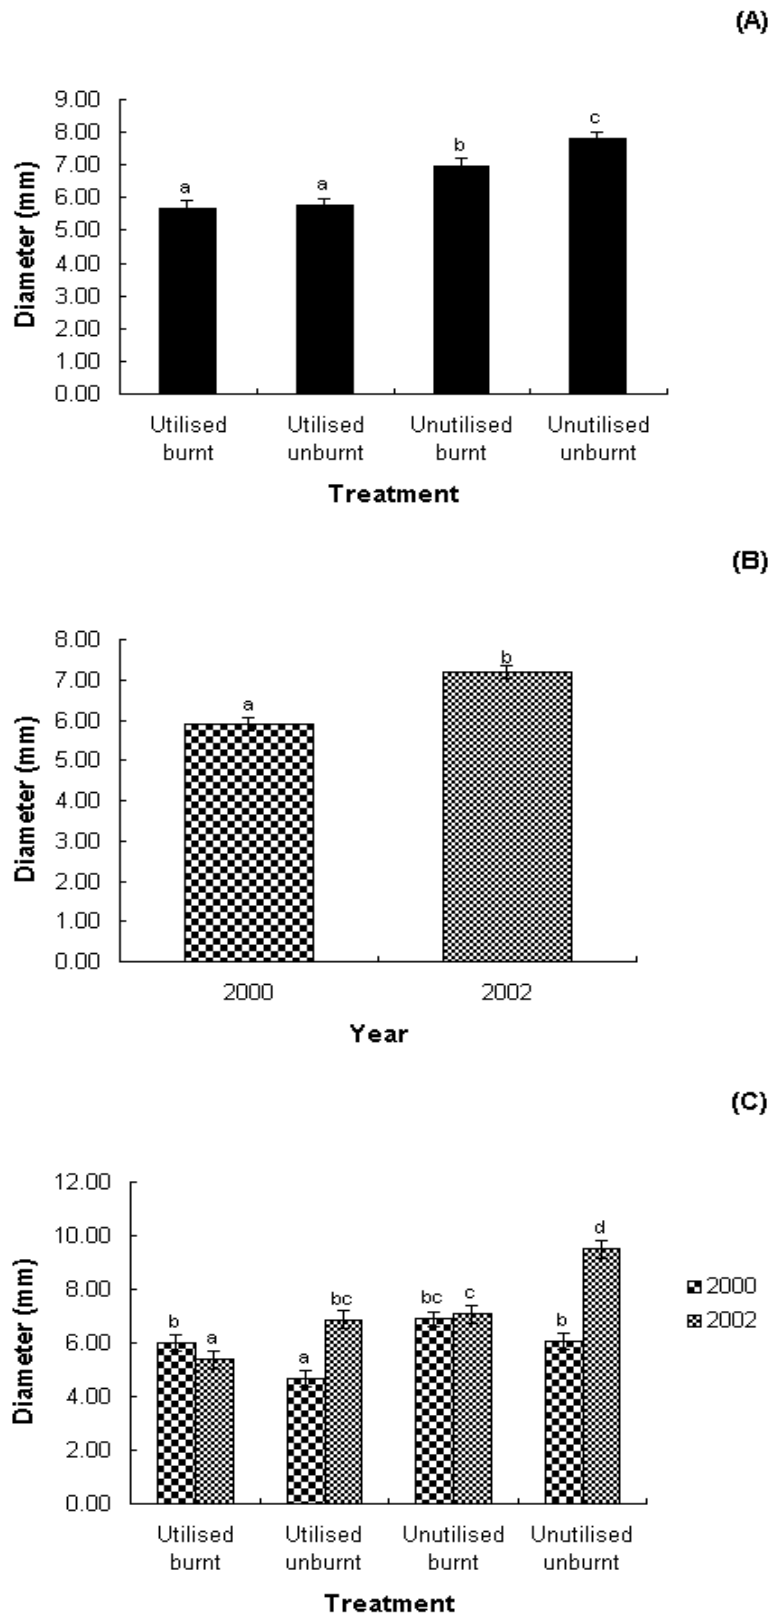 (A)
9.00
8.00
7.00
6.00
5.00
4.00
3.00
2.00
1.00
0.00
Diameter (mm)
a
a
b
c
Utilised burnt
Utilised unburnt
Unutilised burnt
Unutilised unburnt
Treatment
(B)
8.00
7.00
6.00
5.00
4.00
3.00
2.00
1.00
0.00
Diameter (mm)
a
b
2000
2002
Year
(C)
12.00
10.00
8.00
6.00
4.00
2.00
0.00
Diameter (mm)
b
a
a
bc
bc
c
b
d
2000
2002
Utilised burnt
Utilised unburnt
Unutilised burnt
Unutilised unburnt
Treatment